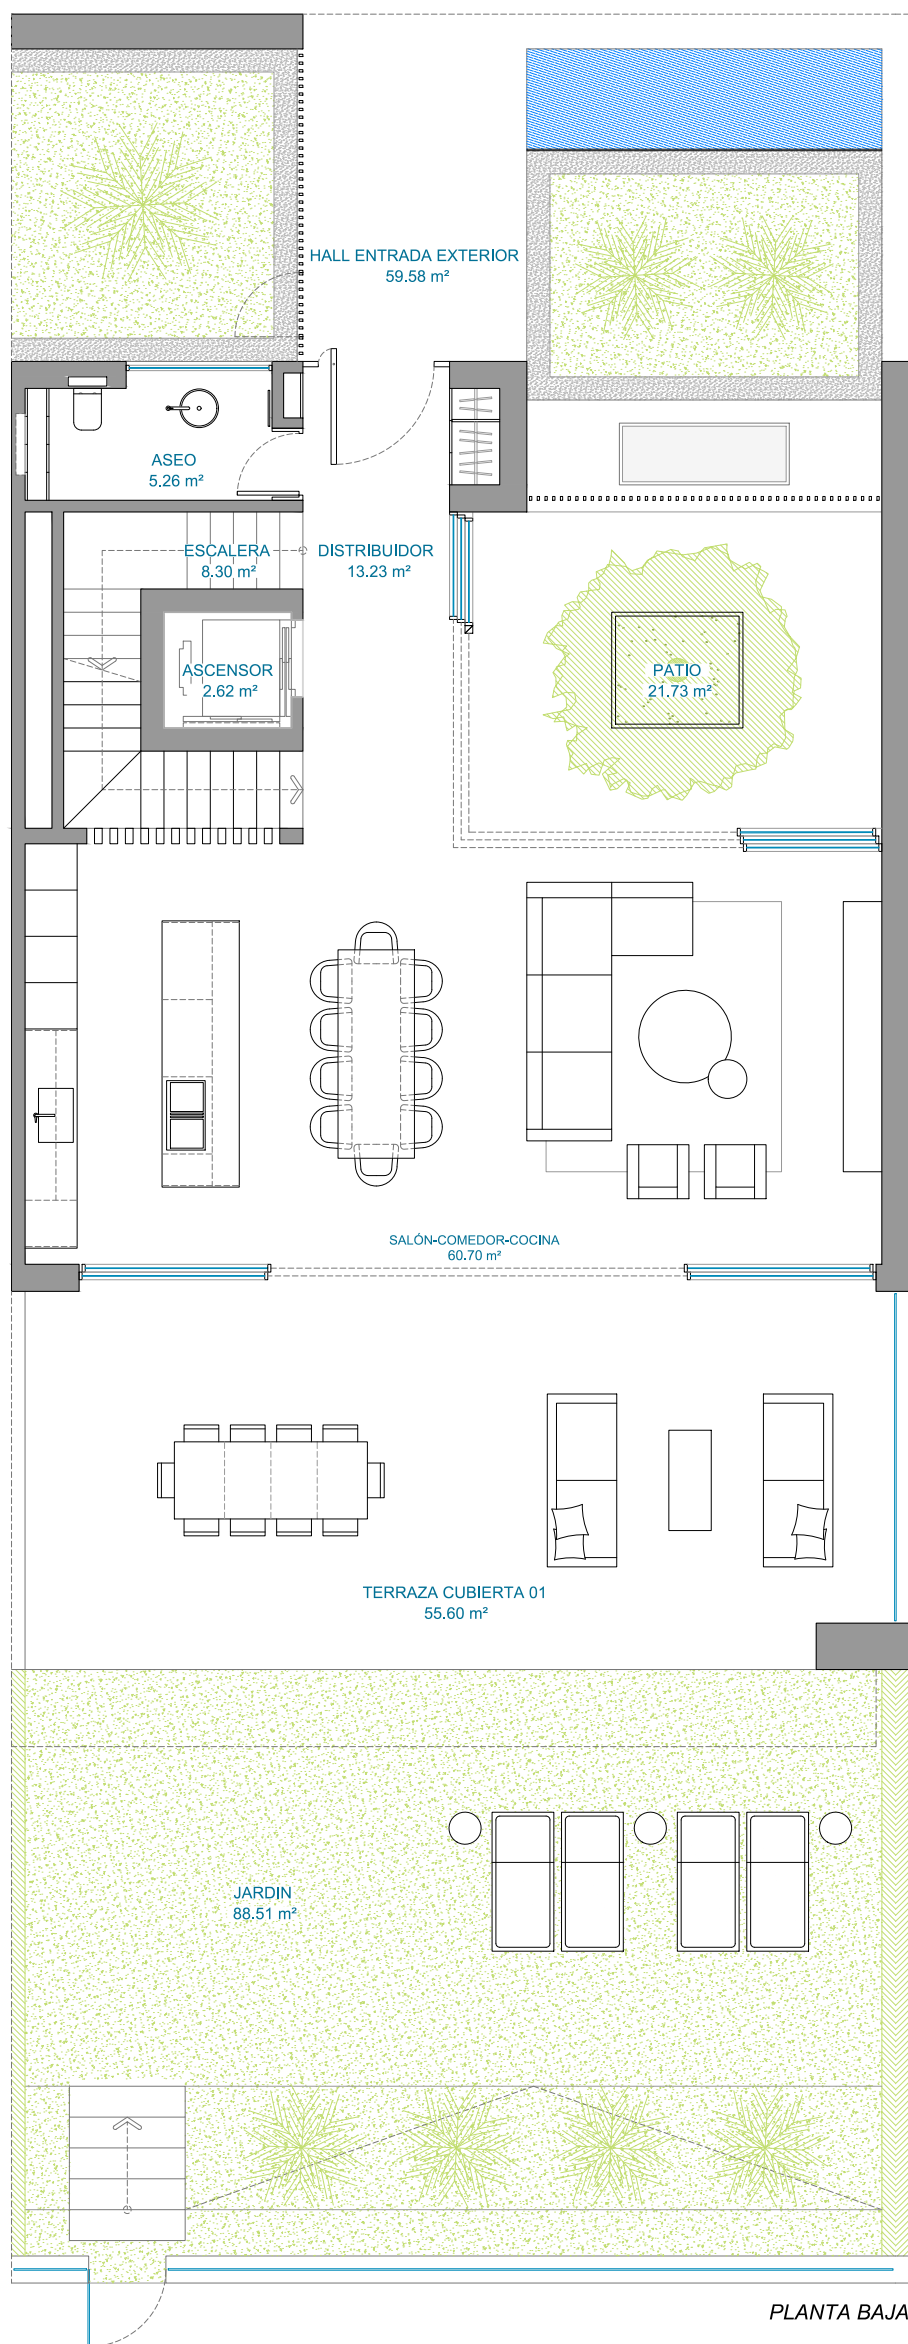 HALL ENTRADA EXTERIOR
59.58 m²
ASEO
5.26 m²
ESCALERA
8.30 m²
DISTRIBUIDOR
13.23 m²
ASCENSOR
2.62 m²
PATIO
21.73 m²
SALÓN-COMEDOR-COCINA
60.70 m²
TERRAZA CUBIERTA 01
55.60 m²
JARDIN
88.51 m²
PLANTA BAJA